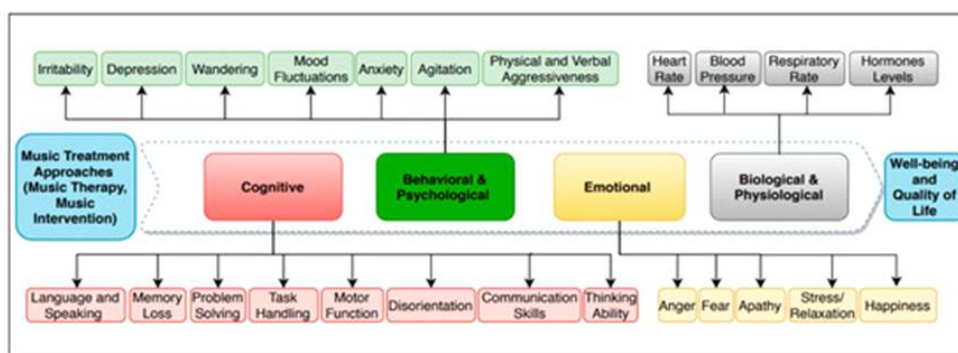 Irritability
Depression
Wandering
Mood
Fluctuations
Anxiety
Agitation
Physical and Verbal
Aggressiveness
Heart
Rate
Blood
Pressure
Respiratory
Rate
Hormones
Levels
Music Treatment
Approaches
(Music Therapy,
Music
Intervention)
Cognitive
Behavioral &
Psychological
Emotional
Biological &
Physiological
Well-being
and
Quality of
Life
Language and
Speaking
Memory
Loss
Problem
Solving
Task
Handling
Motor
Function
Disorientation
Communication
Skills
Thinking
Ability
Anger
Fear
Apathy
Stress/
Relaxation
Happiness